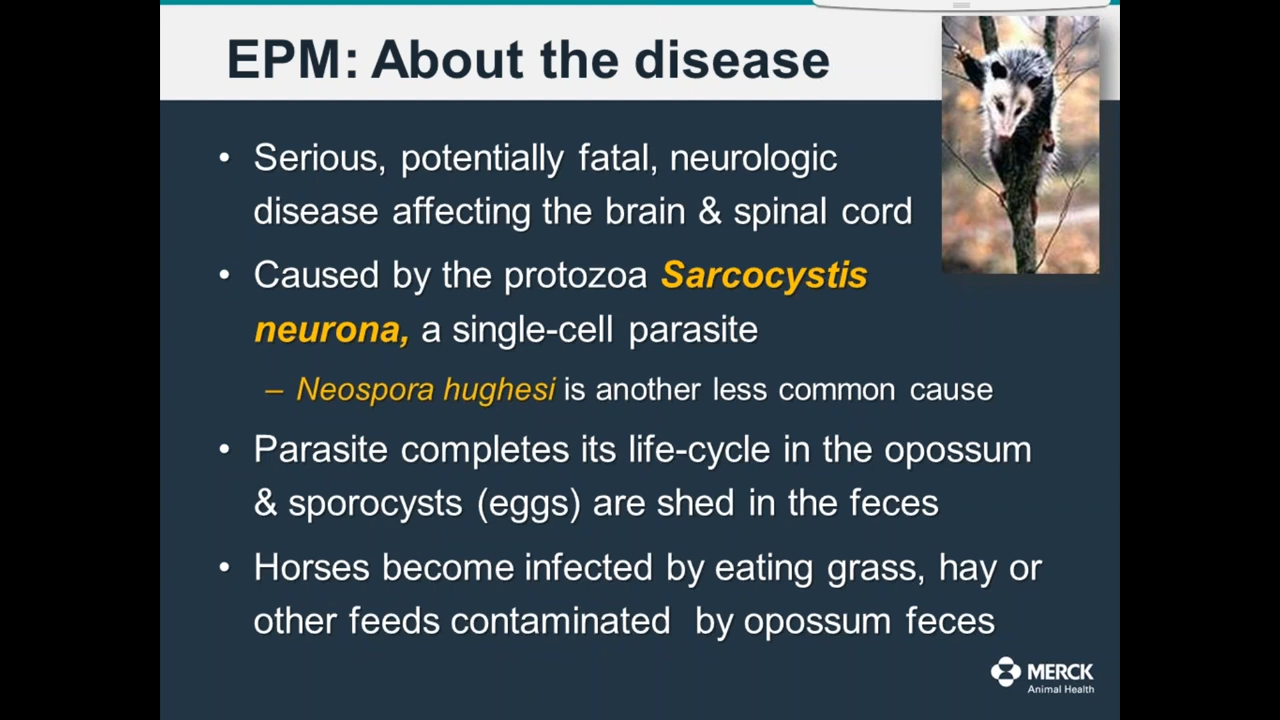 EPM: About the disease
• Serious, potentially fatal, neurologic
disease affecting the brain & spinal cord
• Caused by the protozoa Sarcocystis
neurona, a single-cell parasite
– Neospora hughesi is another less common cause
• Parasite completes its life-cycle in the opossum
& sporocysts (eggs) are shed in the feces
• Horses become infected by eating grass, hay or
other feeds contaminated by opossum feces
MERCK
Animal Health